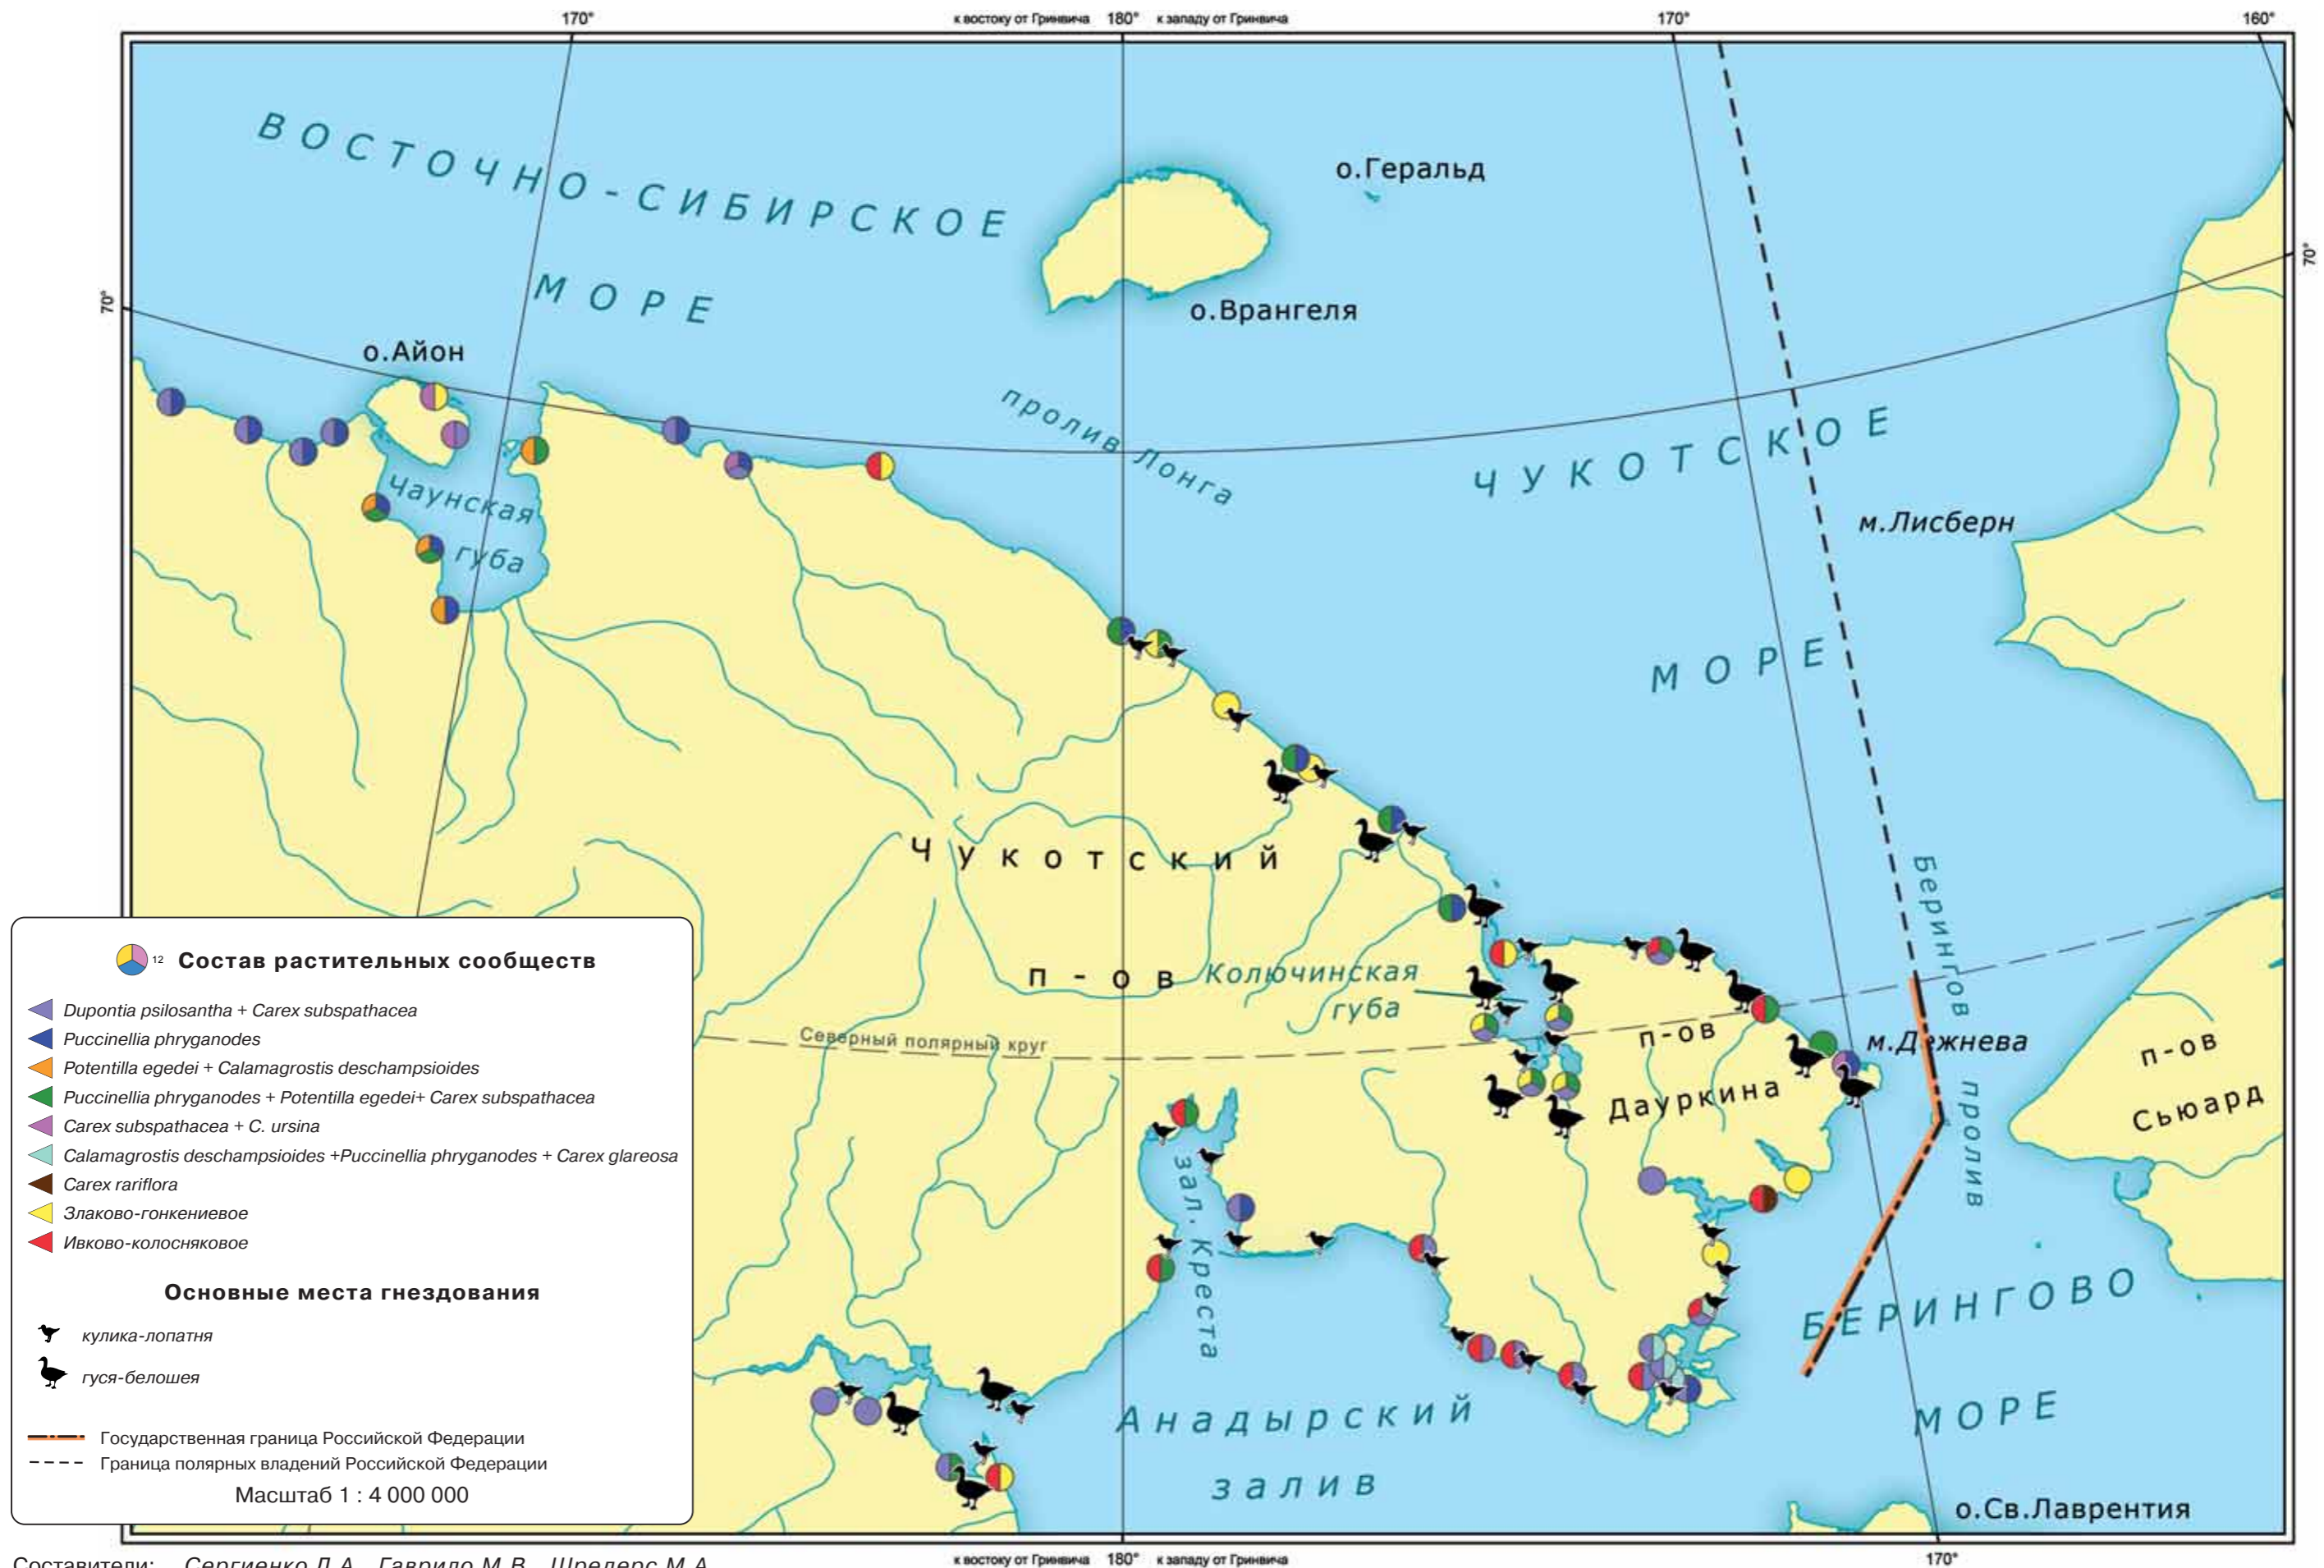 170° к востоку от Гринвича 180° к западу от Гринвича 170° 160°
ВОСТОЧНО-СИБИРСКОЕ
МОРЕ
о.Геральд
о.Врангеля
70°
70°
о.Айон
пролив Лонга
ЧУКОТСКОЕ
МОРЕ
м.Лисберн
Чаунская
губа
Чукотский
п-ов
Колючинская
губа
Северный полярный круг
п-ов
Дауркина
м.Дежнева
Берингов
пролив
п-ов
Сьюард
зал. Креста
БЕРИНГОВО
МОРЕ
Анадырский
залив
о.Св.Лаврентия
12 Состав растительных сообществ
Dupontia psilosantha + Carex subspathacea
Puccinellia phryganodes
Potentilla egedei + Calamagrostis deschampsioides
Puccinellia phryganodes + Potentilla egedei+ Carex subspathacea
Carex subspathacea + C. ursina
Calamagrostis deschampsioides +Puccinellia phryganodes + Carex glareosa
Carex rariflora
Злаково-гонкениевое
Ивково-колосняковое
Основные места гнездования
кулика-лопатня
гуся-белошея
Государственная граница Российской Федерации
Граница полярных владений Российской Федерации
Масштаб 1 : 4 000 000
Составители: Сергиенко Л.А., Гаврило М.В., Шредерс М.А.
к востоку от Гринвича 180° к западу от Гринвича 170°